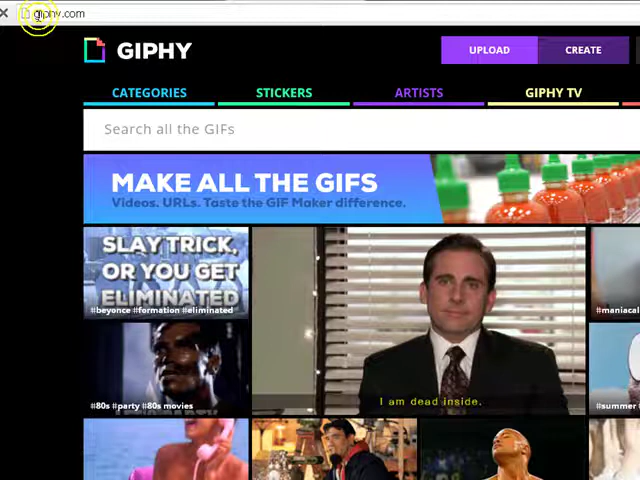 giphy.com
GIPHY
UPLOAD
CREATE
CATEGORIES
STICKERS
ARTISTS
GIPHY TV
Search all the GIFs
MAKE ALL THE GIFS
Videos. URLs. Taste the GIF Maker difference.
SLAY TRICK,
OR YOU GET
ELIMINATED
#beyonce #formation #eliminated
I am dead inside.
#maniacal
#80s #party #80s movies
#summer